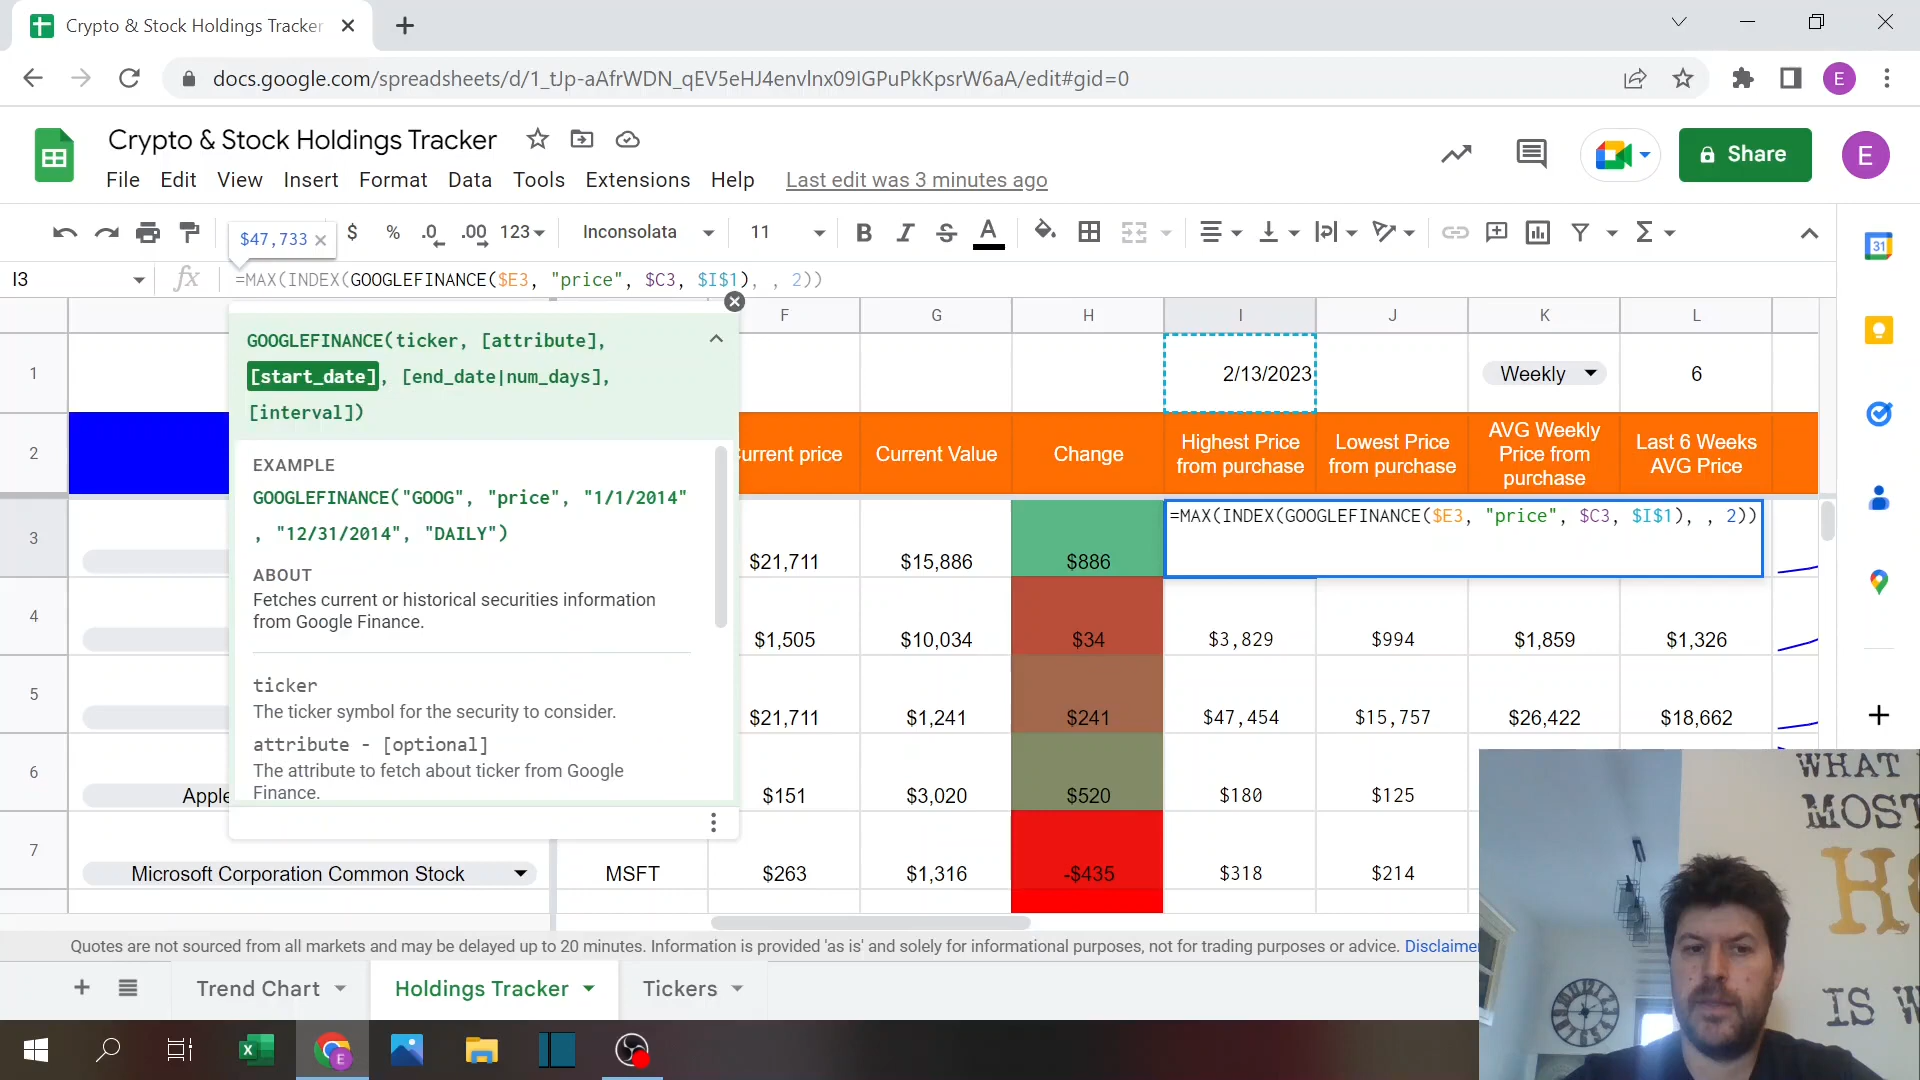 Crypto & Stock Holdings Tracker
docs.google.com/spreadsheets/d/1_tJp-aAfrWDN_qEV5eHJ4envlnx09IGPuPkKpsrW6aA/edit#gid=0
E
Crypto & Stock Holdings Tracker
File Edit View Insert Format Data Tools Extensions Help Last edit was 3 minutes ago
Share
E
$47,733 $ % .0 .00 123 Inconsolata 11 B I S A
31
I3 fx =MAX(INDEX(GOOGLEFINANCE($E3, "price", $C3, $I$1), , 2))
F G H I J K L
GOOGLEFINANCE(ticker, [attribute],
[start_date], [end_date|num_days],
[interval])
1 2/13/2023 Weekly 6
EXAMPLE
GOOGLEFINANCE("GOOG", "price", "1/1/2014"
, "12/31/2014", "DAILY")
ABOUT
Fetches current or historical securities information
from Google Finance.
ticker
The ticker symbol for the security to consider.
attribute - [optional]
The attribute to fetch about ticker from Google
Finance.
2 urrent price Current Value Change Highest Price from purchase Lowest Price from purchase AVG Weekly Price from purchase Last 6 Weeks AVG Price
3 $21,711 $15,886 $886 =MAX(INDEX(GOOGLEFINANCE($E3, "price", $C3, $I$1), , 2))
4 $1,505 $10,034 $34 $3,829 $994 $1,859 $1,326
5 $21,711 $1,241 $241 $47,454 $15,757 $26,422 $18,662
6 Apple $151 $3,020 $520 $180 $125
7 Microsoft Corporation Common Stock MSFT $263 $1,316 -$435 $318 $214
Quotes are not sourced from all markets and may be delayed up to 20 minutes. Information is provided 'as is' and solely for informational purposes, not for trading purposes or advice. Disclaime
Trend Chart Holdings Tracker Tickers
WHAT
MOST
HO
IS W
E